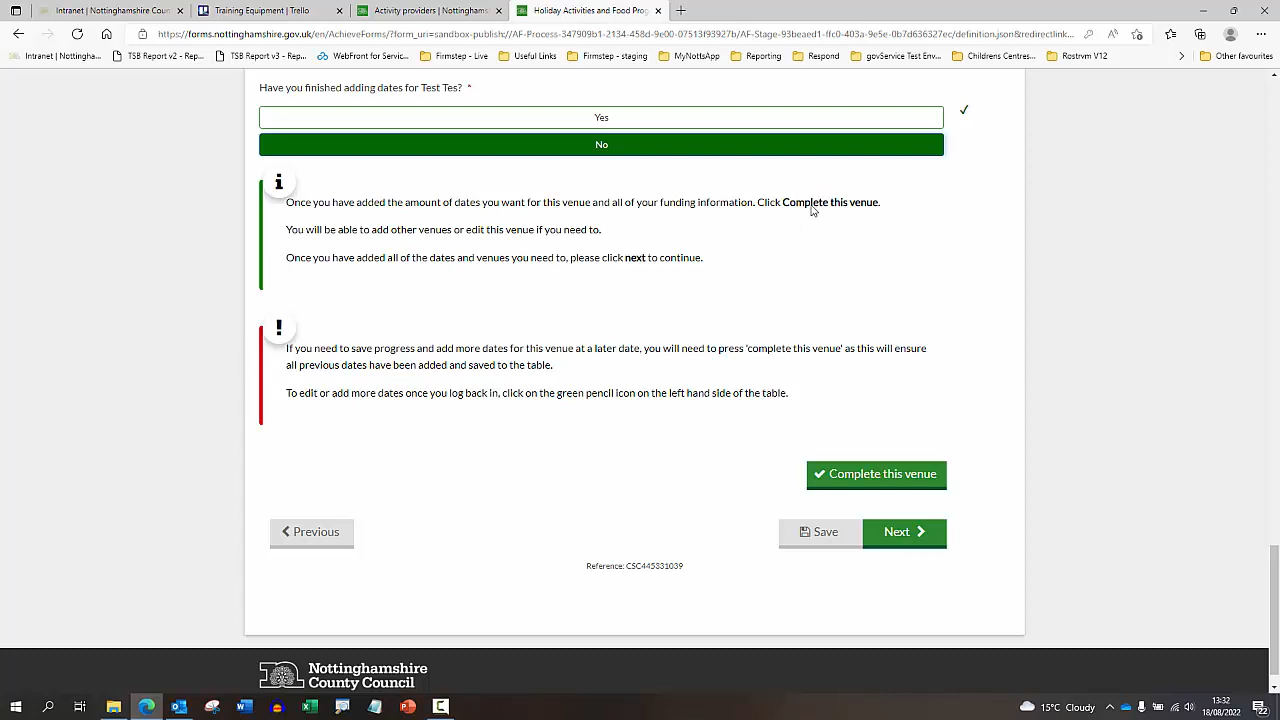 Intranet | Nottinghamshire Coun
Training Equipment | Trello
Activity providers | Nottinghams
Holiday Activities and Food Prog
https://forms.nottinghamshire.gov.uk/en/AchieveForms/?form_uri=sandbox-publish://AF-Process-347909b1-2134-458d-9e00-07513f93927b/AF-Stage-93beaed1-ffc0-403a-9e5e-0b7d636327ec/definition.json&redirectlink...
Intranet | Nottingh...
TSB Report v2 - Rep...
TSB Report v3 - Rep...
WebFront for Servic...
Firmstep - Live
Useful Links
Firmstep - staging
MyNottsApp
Reporting
Respond
govService Test Env...
Childrens Centres...
Rostrvm V12
Other favourites
Have you finished adding dates for Test Tes? *
Yes
No
Once you have added the amount of dates you want for this venue and all of your funding information. Click Complete this venue.
You will be able to add other venues or edit this venue if you need to.
Once you have added all of the dates and venues you need to, please click next to continue.
If you need to save progress and add more dates for this venue at a later date, you will need to press 'complete this venue' as this will ensure
all previous dates have been added and saved to the table.
To edit or add more dates once you log back in, click on the green pencil icon on the left hand side of the table.
Complete this venue
Previous
Save
Next
Reference: CSC445331039
Nottinghamshire
County Council
15°C Cloudy
13:32
18/08/2022